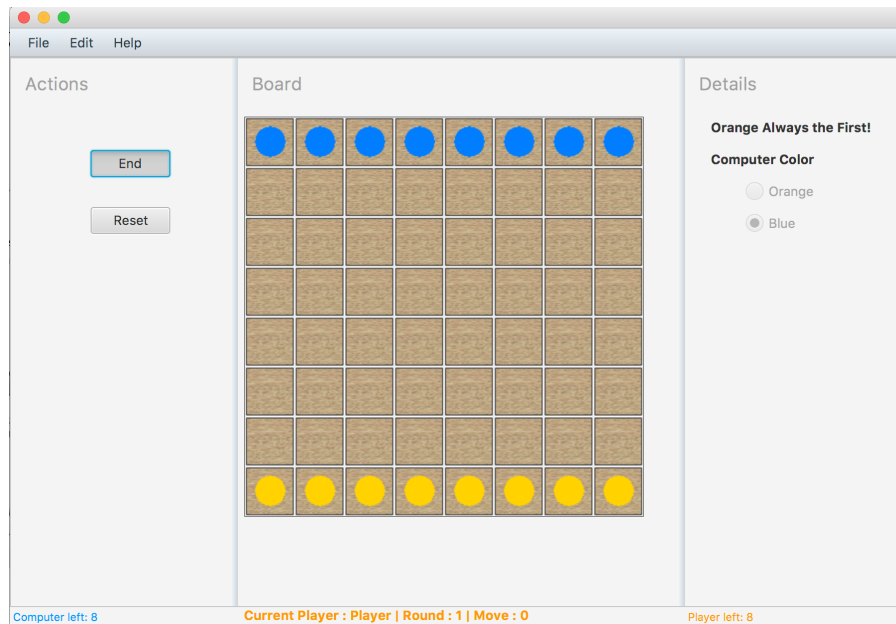 File Edit Help
Actions
End
Reset
Board
Details
Orange Always the First!
Computer Color
Orange
Blue
Computer left: 8
Current Player : Player | Round : 1 | Move : 0
Player left: 8